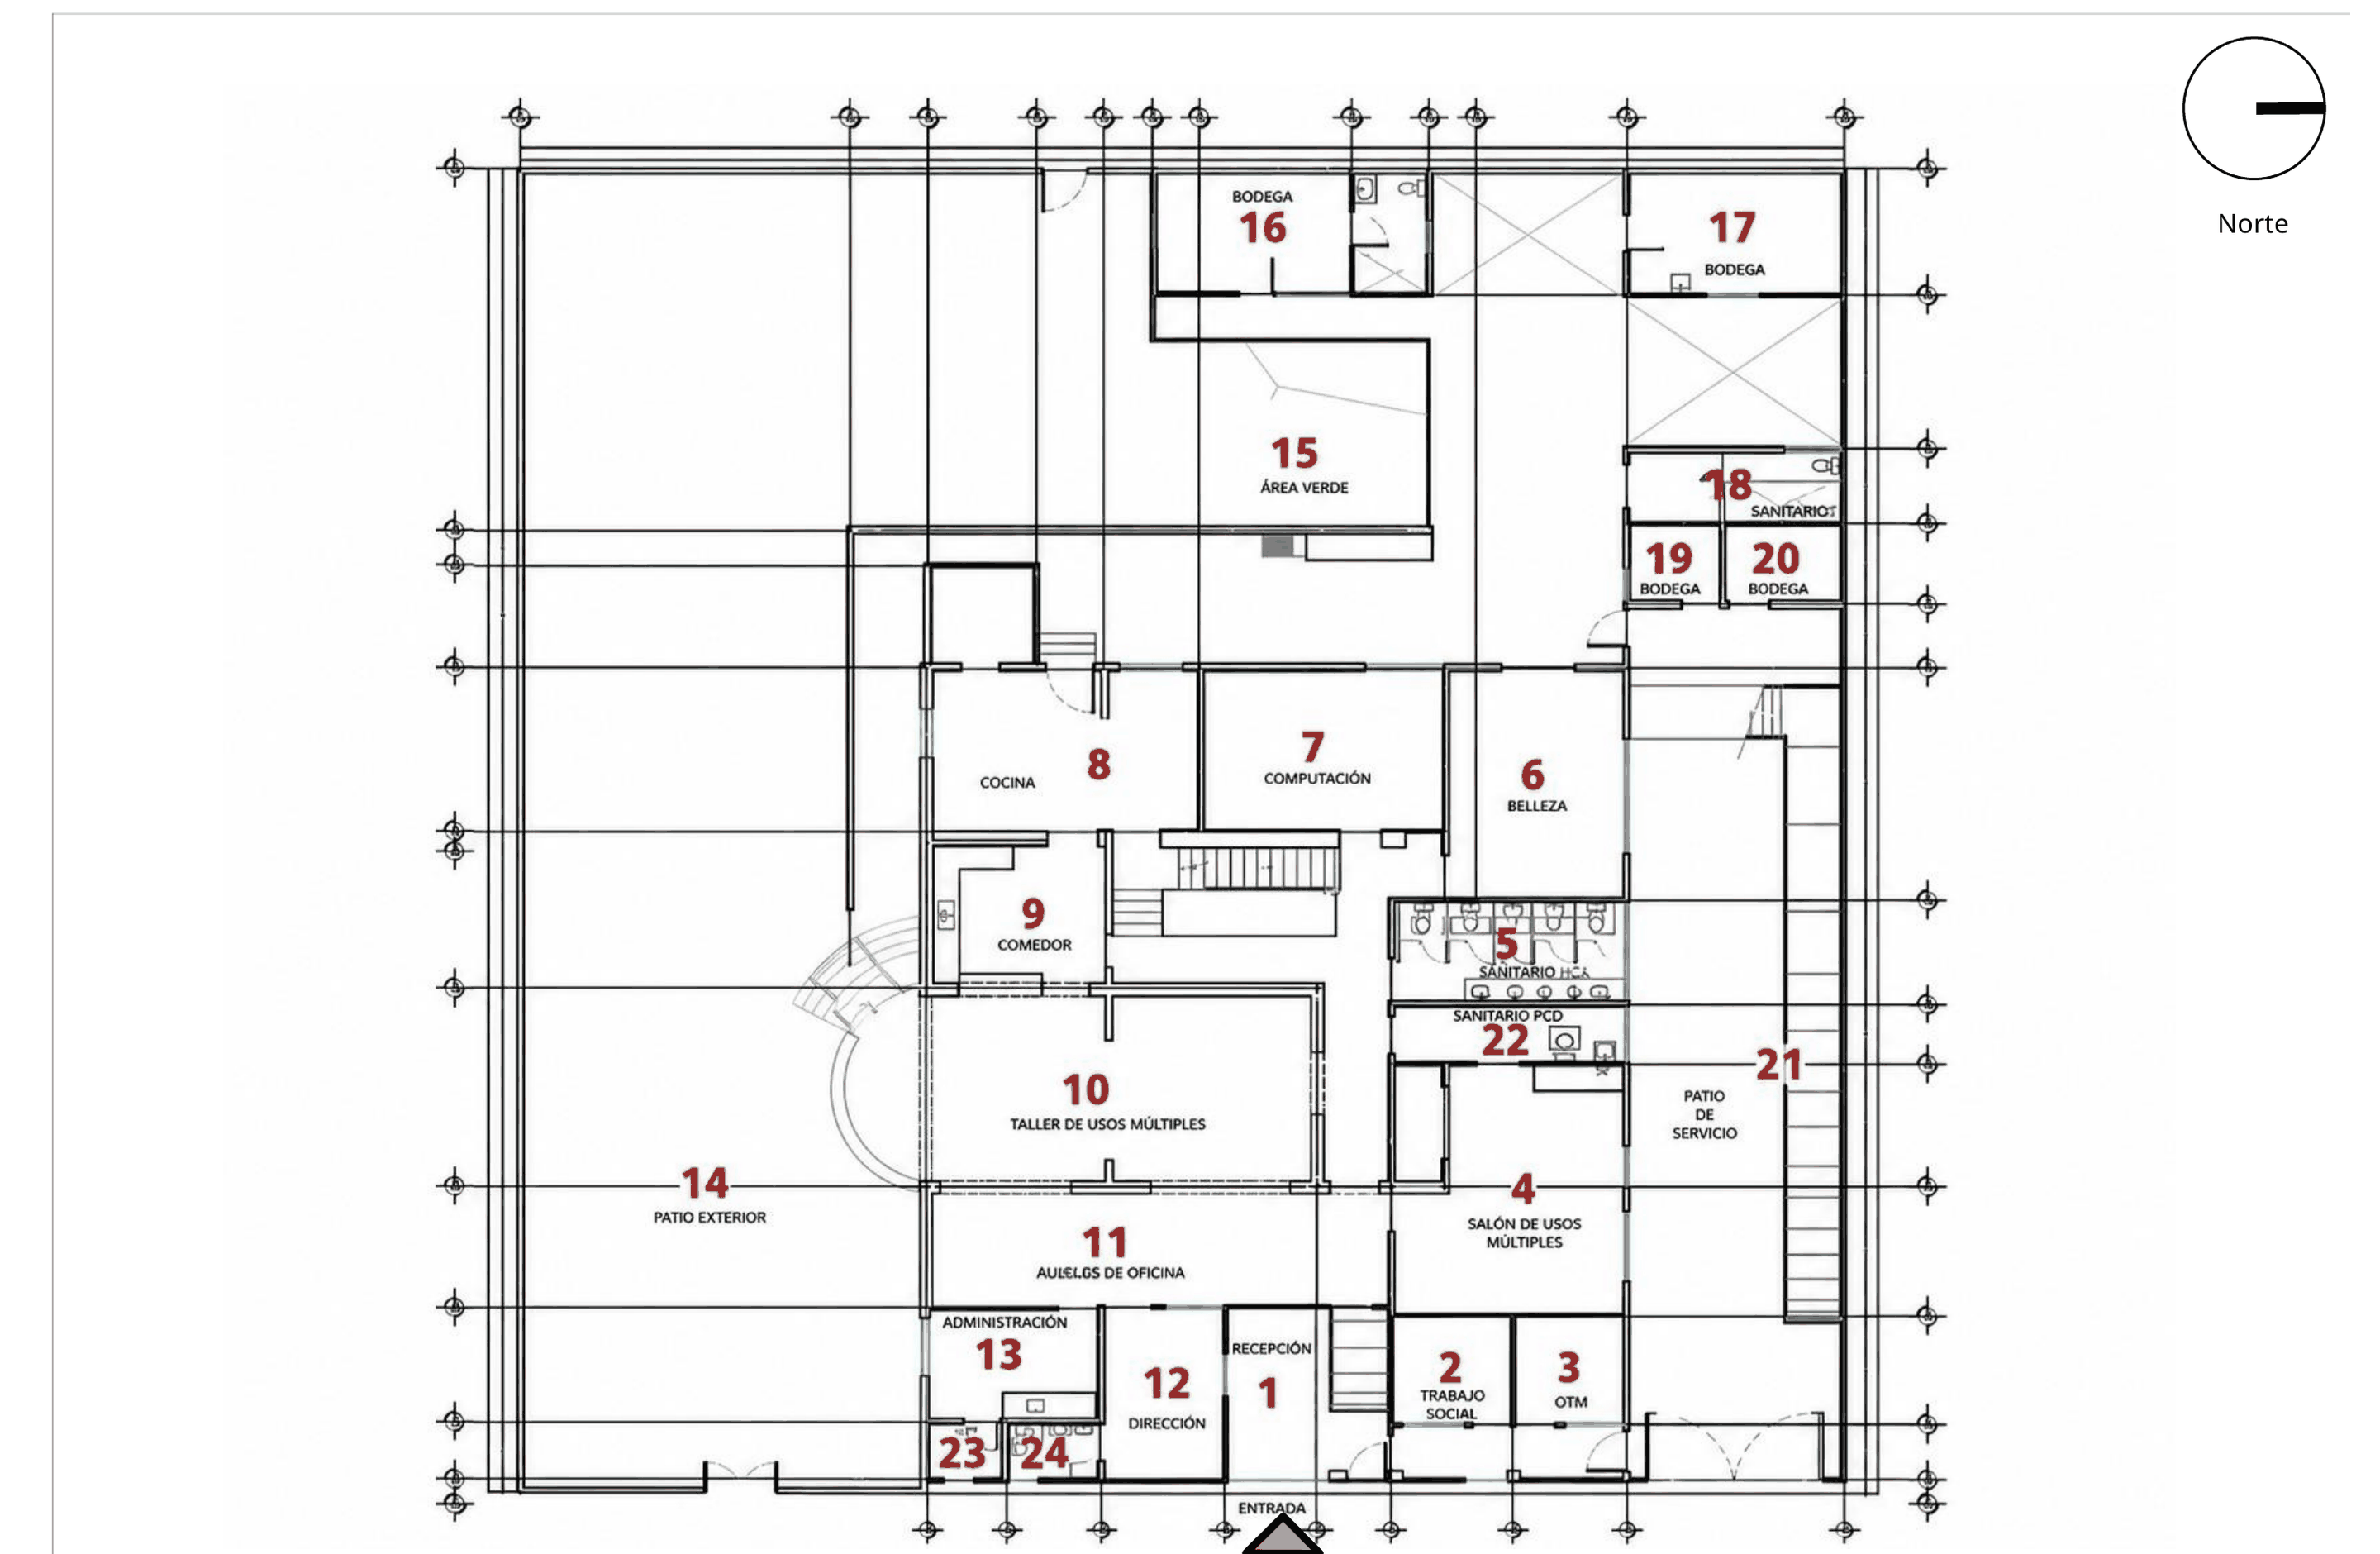 Norte
BODEGA
16
17
BODEGA
15
ÁREA VERDE
18
SANITARIOS
19
BODEGA
20
BODEGA
8
COCINA
7
COMPUTACIÓN
6
BELLEZA
9
COMEDOR
5
SANITARIO
SANITARIO PCD
22
10
TALLER DE USOS MÚLTIPLES
21
PATIO
DE
SERVICIO
14
PATIO EXTERIOR
4
SALÓN DE USOS
MÚLTIPLES
11
DE OFICINA
ADMINISTRACIÓN
13
12
DIRECCIÓN
RECEPCIÓN
1
2
TRABAJO
SOCIAL
3
OTM
23
24
ENTRADA